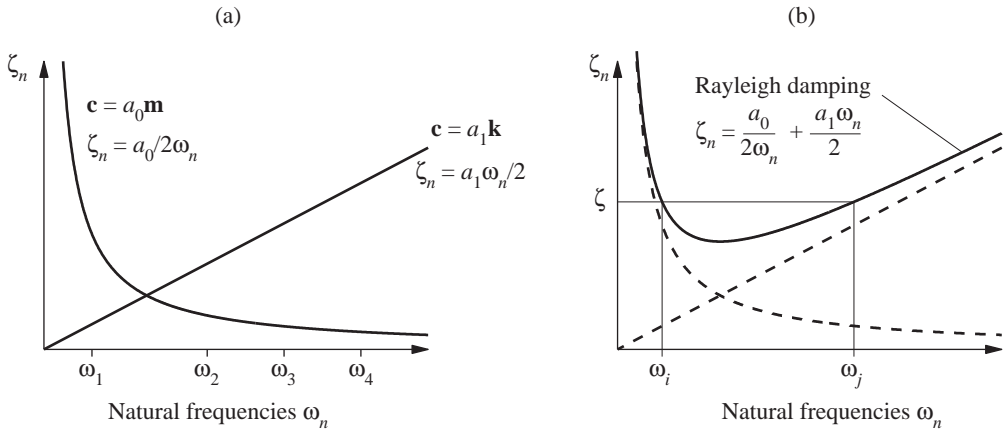 (a)
ζn
c = a0m
ζn = a0/2ωn
c = a1k
ζn = a1ωn/2
ω1 ω2 ω3 ω4
Natural frequencies ωn
(b)
ζn
Rayleigh damping
ζn = a0/2ωn + a1ωn/2
ζ
ωi ωj
Natural frequencies ωn